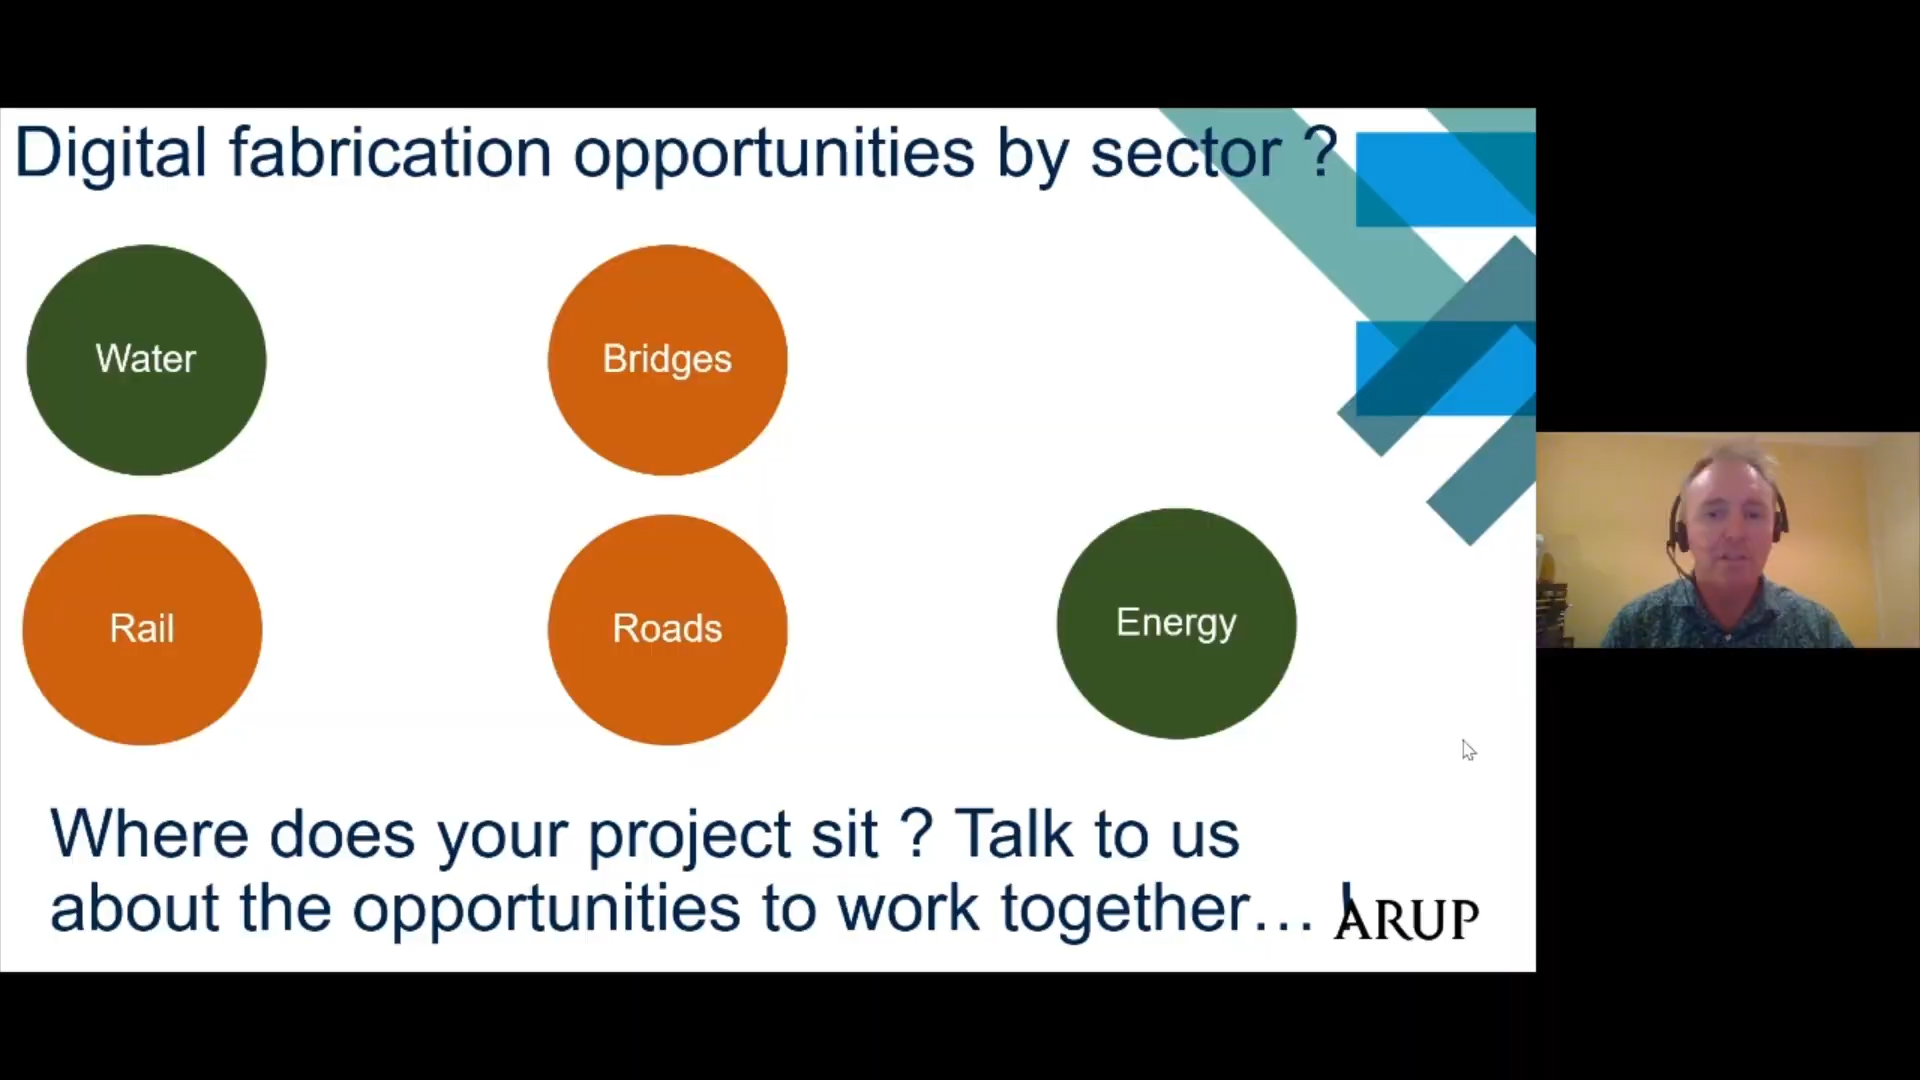 Digital fabrication opportunities by sector ?
Water
Bridges
Rail
Roads
Energy
Where does your project sit ? Talk to us
about the opportunities to work together… !
ARUP